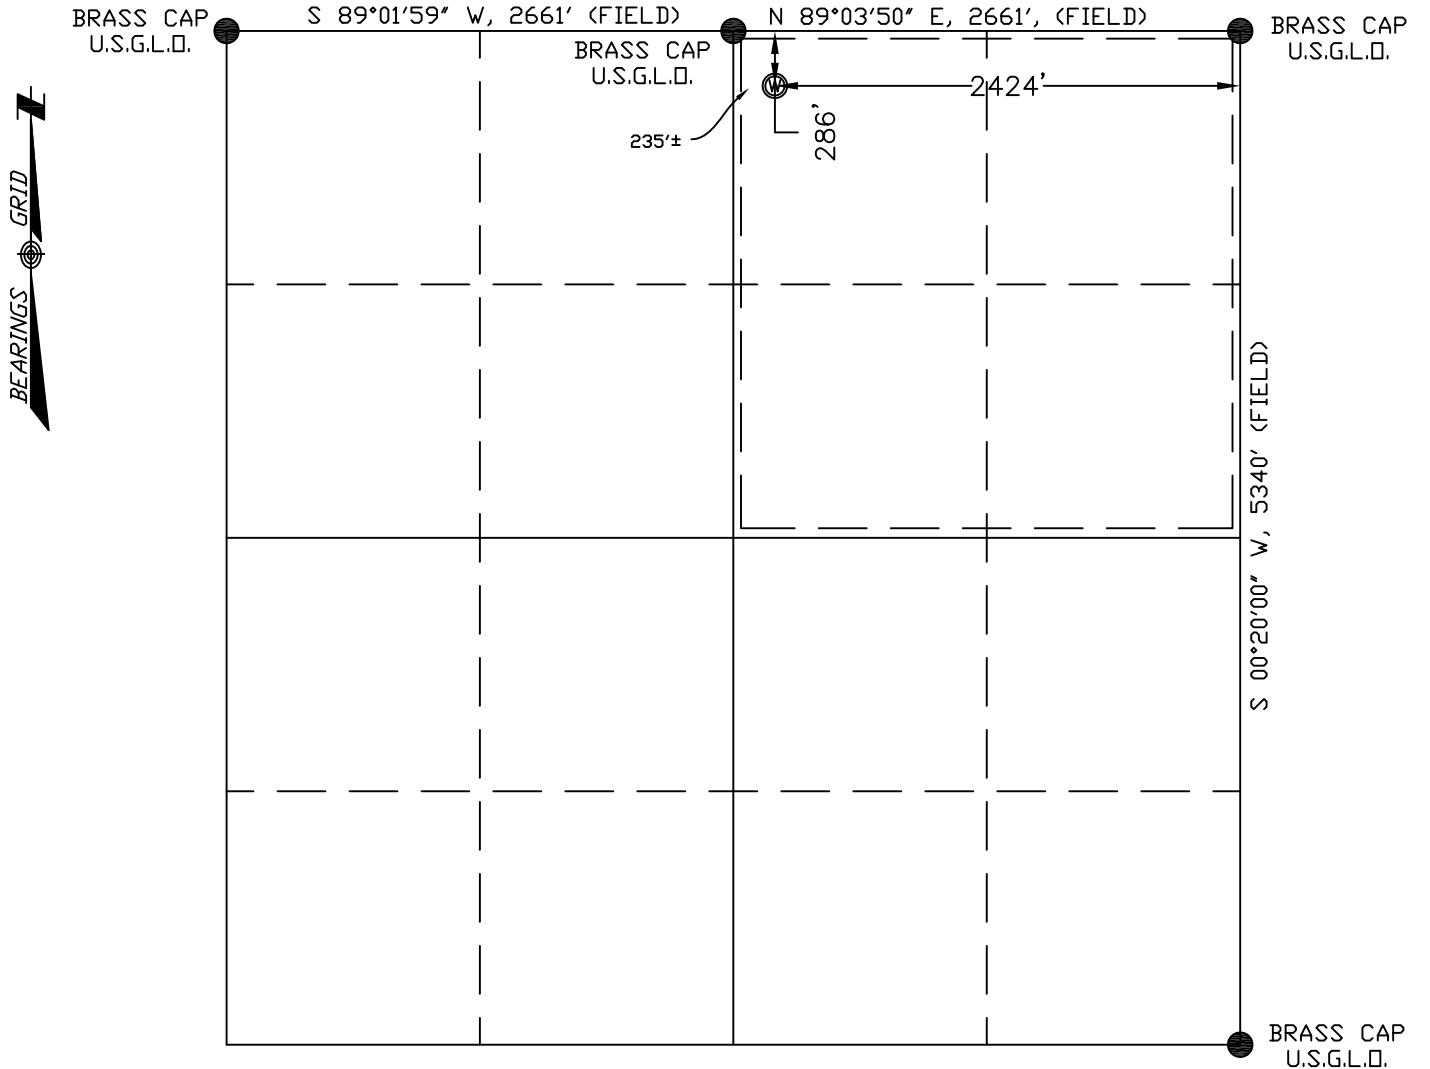 S 89°01'59" W, 2661' (FIELD)
N 89°03'50" E, 2661', (FIELD)
BRASS CAP
U.S.G.L.O.
BRASS CAP
U.S.G.L.O.
BRASS CAP
U.S.G.L.O.
N
W
2424'
286'
235'±
GRID
BEARINGS
S 00°20'00" W, 5340' (FIELD)
BRASS CAP
U.S.G.L.O.